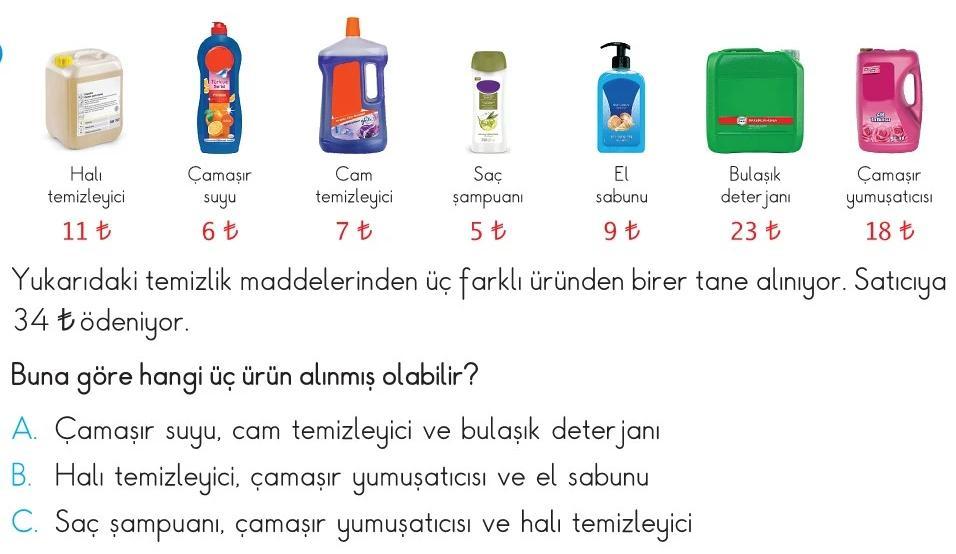 Halı temizleyici
11 ₺
Çamaşır suyu
6 ₺
Cam temizleyici
7 ₺
Saç şampuanı
5 ₺
El sabunu
9 ₺
Bulaşık deterjanı
23 ₺
Çamaşır yumuşatıcısı
18 ₺
Yukarıdaki temizlik maddelerinden üç farklı üründen birer tane alınıyor. Satıcıya
34 ₺ ödeniyor.
Buna göre hangi üç ürün alınmış olabilir?
A. Çamaşır suyu, cam temizleyici ve bulaşık deterjanı
B. Halı temizleyici, çamaşır yumuşatıcısı ve el sabunu
C. Saç şampuanı, çamaşır yumuşatıcısı ve halı temizleyici